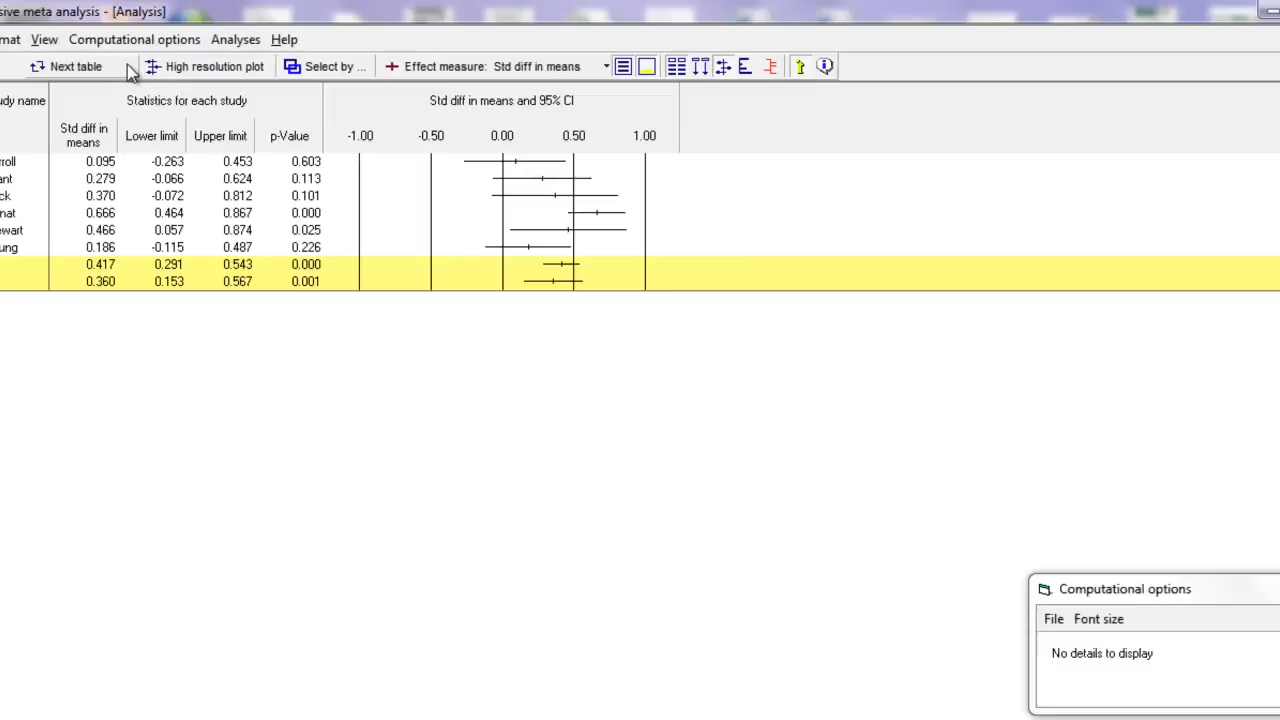 sive meta analysis - [Analysis]
mat View Computational options Analyses Help
Next table High resolution plot Select by ... Effect measure: Std diff in means
udy name Statistics for each study Std diff in means and 95% CI
Std diff in means Lower limit Upper limit p-Value -1.00 -0.50 0.00 0.50 1.00
rroll 0.095 -0.263 0.453 0.603
ant 0.279 -0.066 0.624 0.113
ck 0.370 -0.072 0.812 0.101
nat 0.666 0.464 0.867 0.000
ewart 0.466 0.057 0.874 0.025
ung 0.186 -0.115 0.487 0.226
0.417 0.291 0.543 0.000
0.360 0.153 0.567 0.001
Computational options
File Font size
No details to display